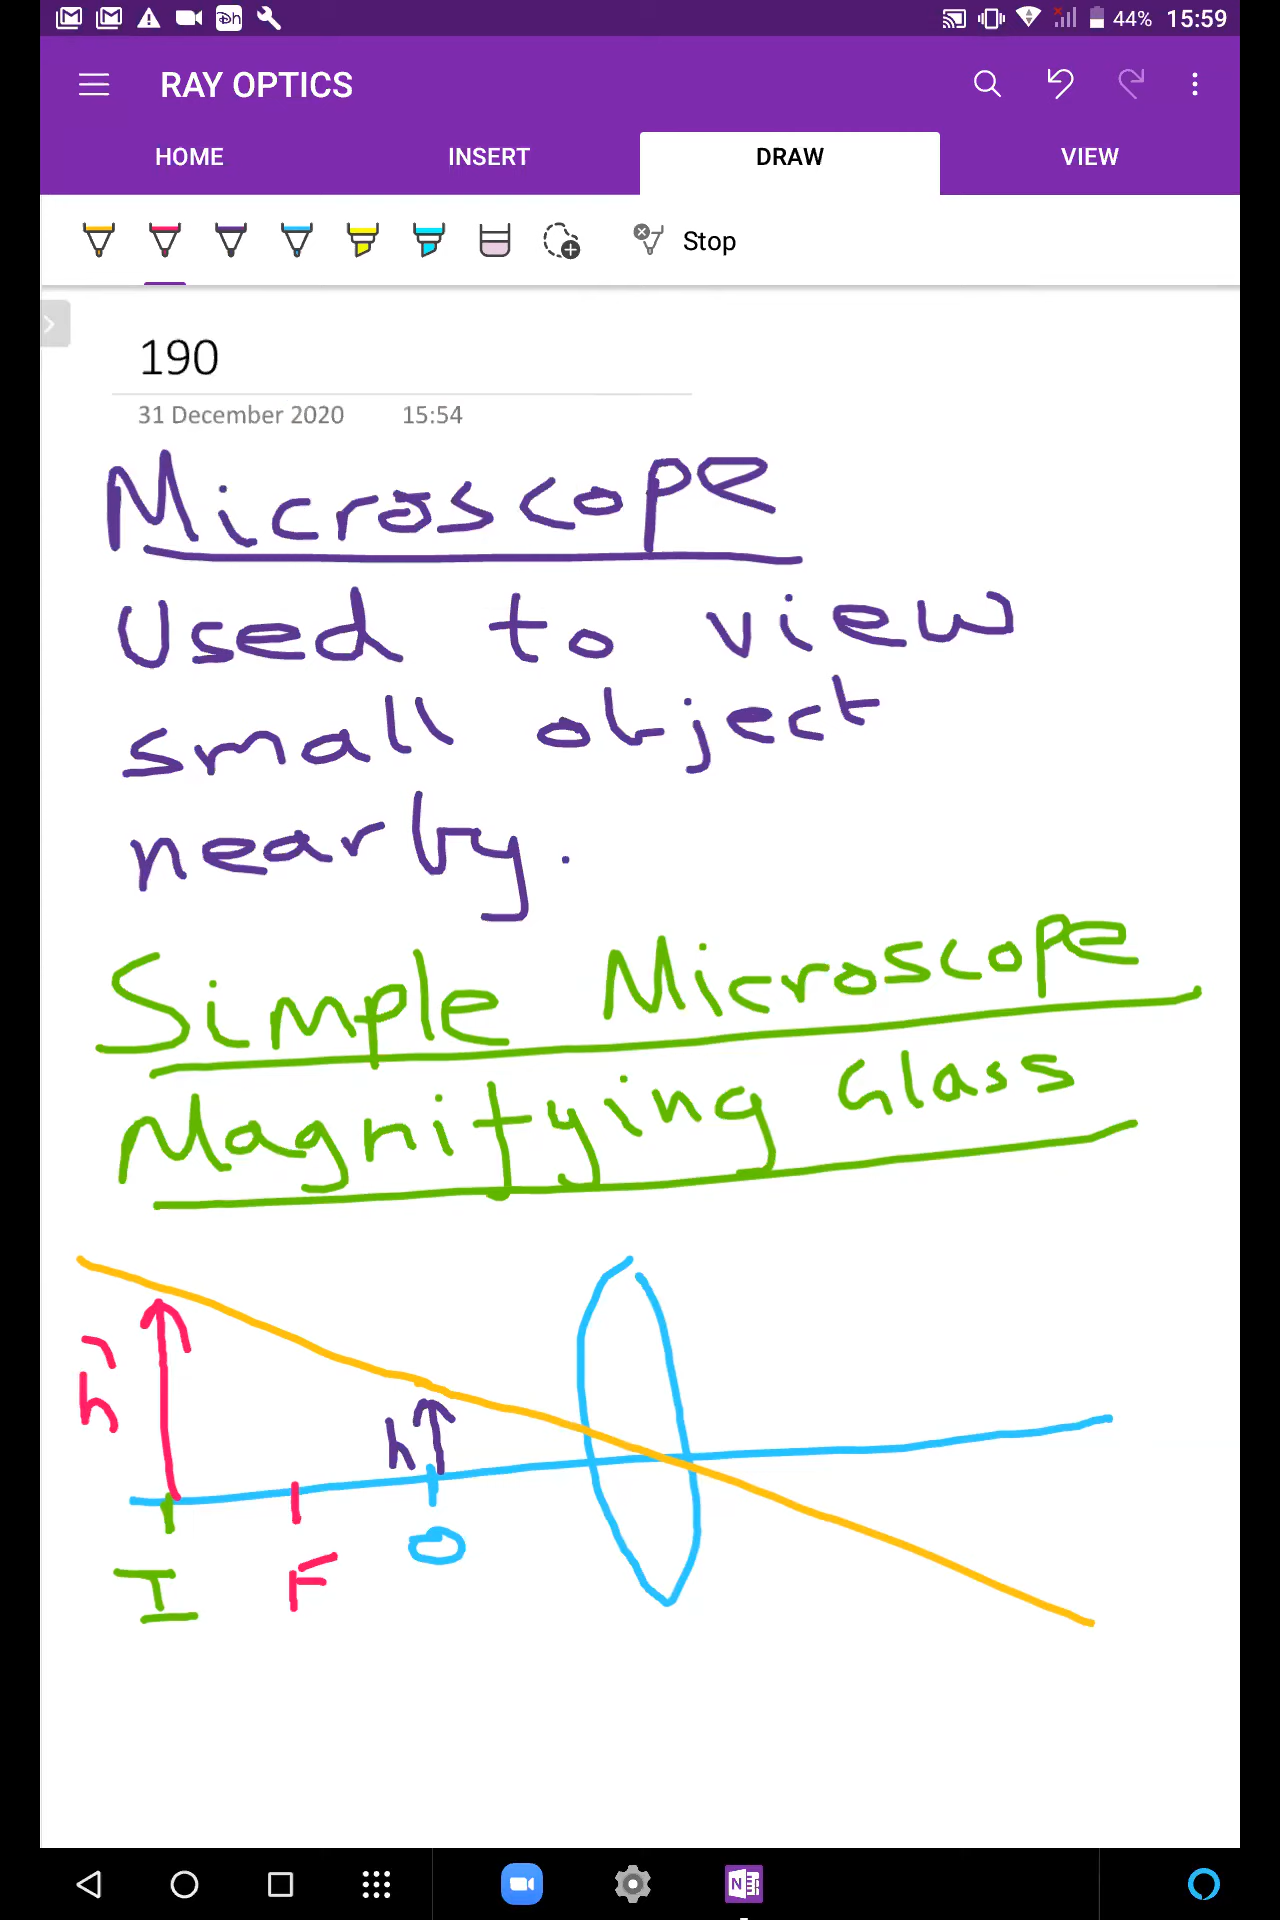 44% 15:59
RAY OPTICS
HOME INSERT DRAW VIEW
Stop
190
31 December 2020 15:54
Microscope
Used to view
small object
nearby.
Simple Microscope
Magnifying Glass
h'
h
I F O